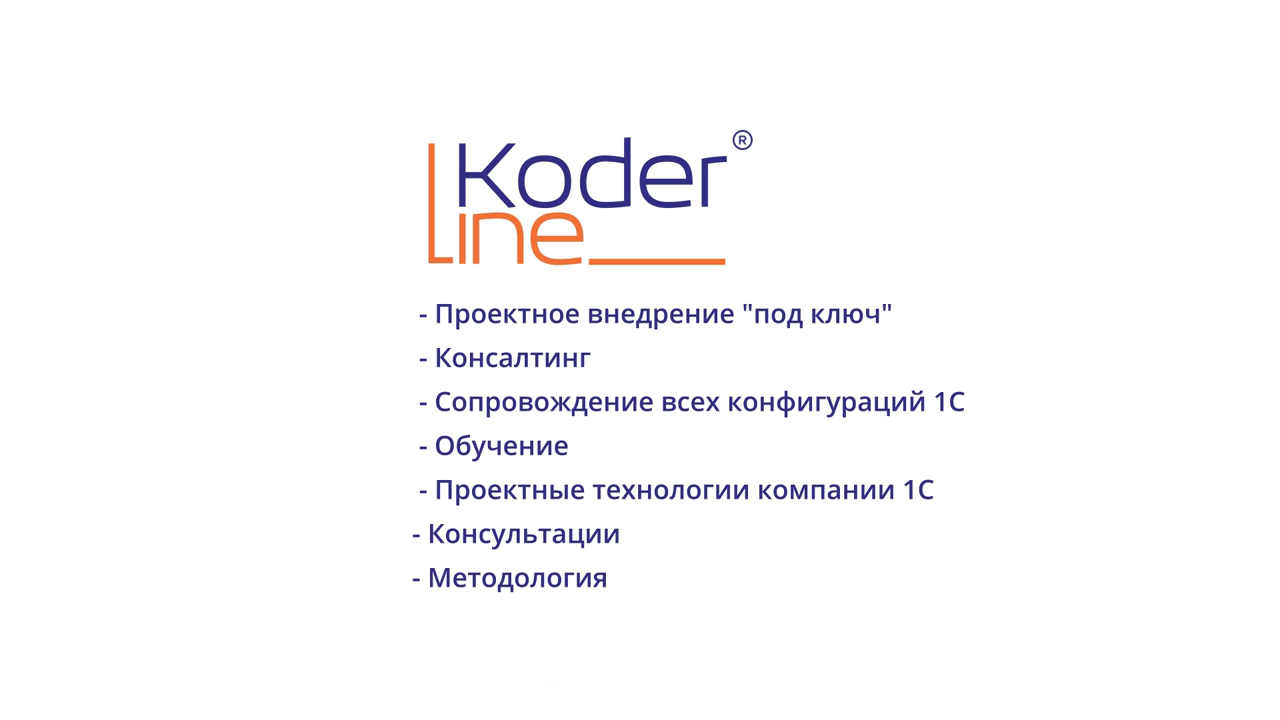 Koder ®
Line
- Проектное внедрение "под ключ"
- Консалтинг
- Сопровождение всех конфигураций 1С
- Обучение
- Проектные технологии компании 1С
- Консультации
- Методология